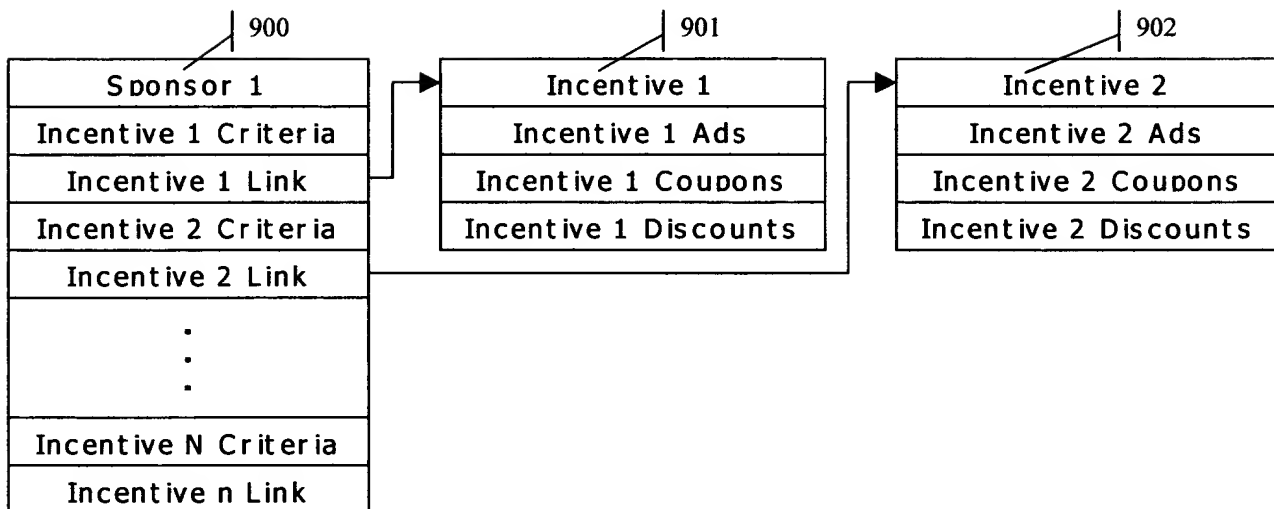 900
901
902
Sponsor 1
Incentive 1 Criteria
Incentive 1 Link
Incentive 2 Criteria
Incentive 2 Link
Incentive N Criteria
Incentive n Link
Incentive 1
Incentive 1 Ads
Incentive 1 Coupons
Incentive 1 Discounts
Incentive 2
Incentive 2 Ads
Incentive 2 Coupons
Incentive 2 Discounts